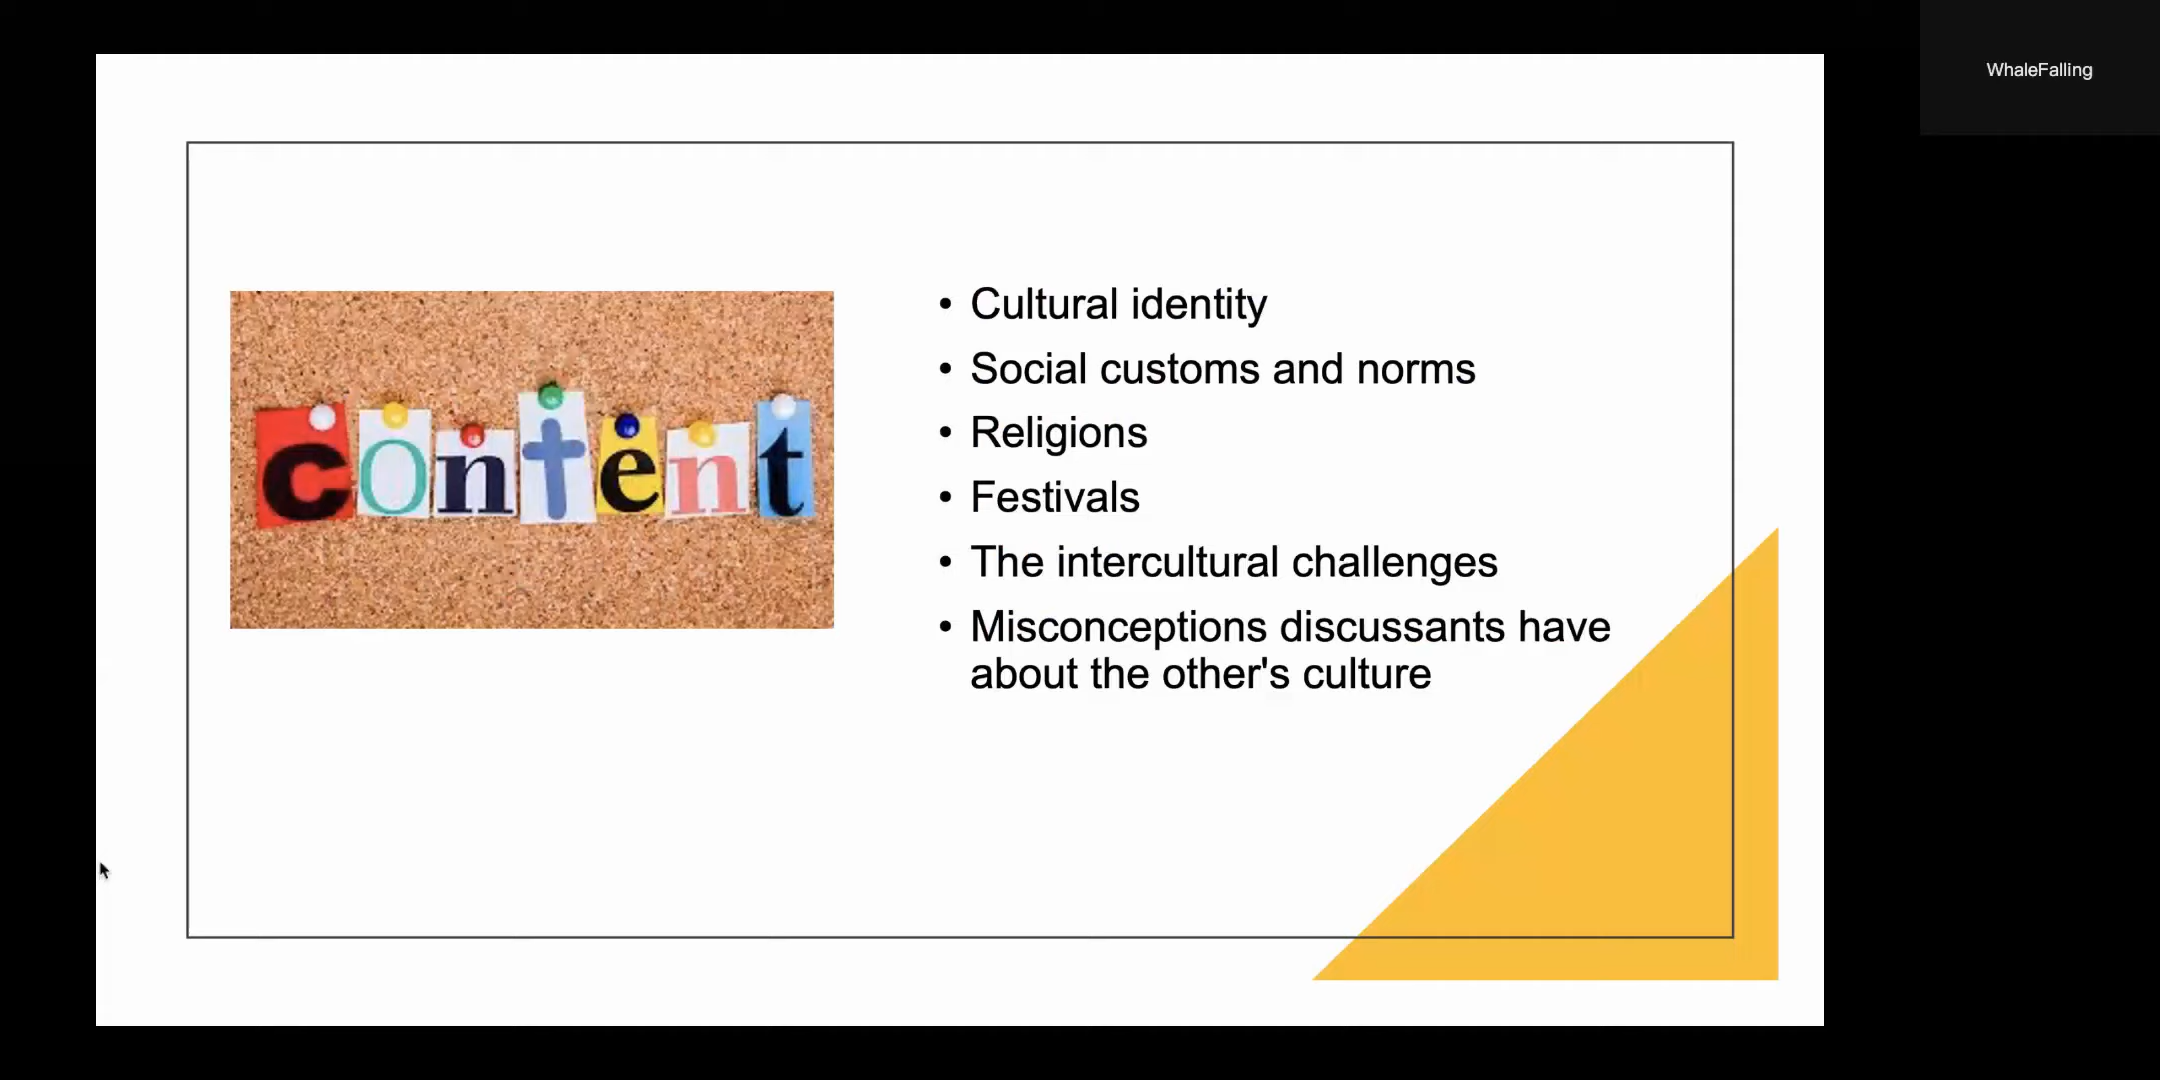 WhaleFalling
content
• Cultural identity
• Social customs and norms
• Religions
• Festivals
• The intercultural challenges
• Misconceptions discussants have
about the other's culture